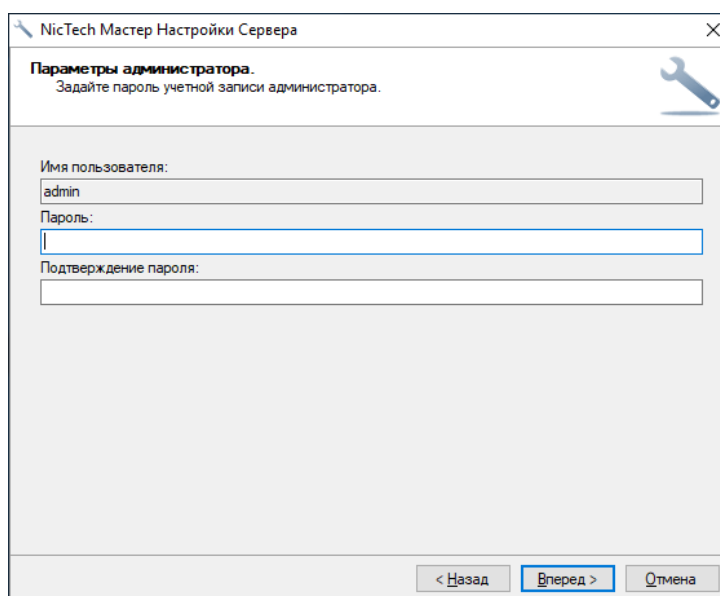 NicTech Мастер Настройки Сервера
Параметры администратора.
Задайте пароль учетной записи администратора.
Имя пользователя:
admin
Пароль:
Подтверждение пароля:
< Назад
Вперед >
Отмена